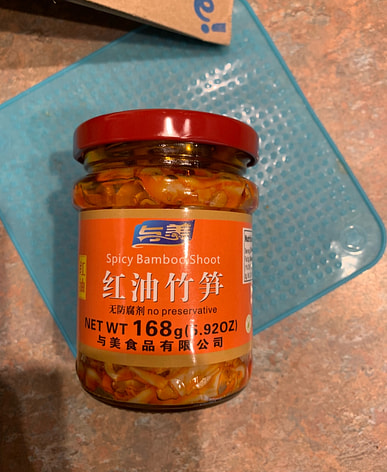 e!
与美
Spicy Bamboo Shoot
红油竹笋
红油
无防腐剂 no preservative
NET WT 168g(5.92OZ)
与美食品有限公司